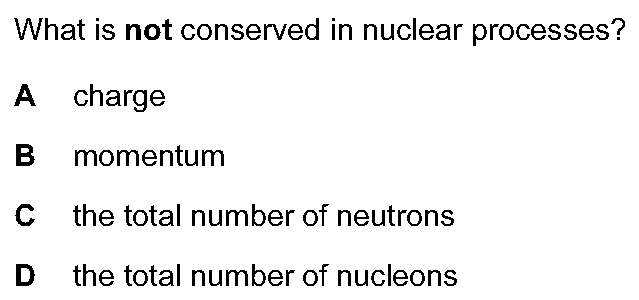 What is not conserved in nuclear processes?
A charge
B momentum
C the total number of neutrons
D the total number of nucleons